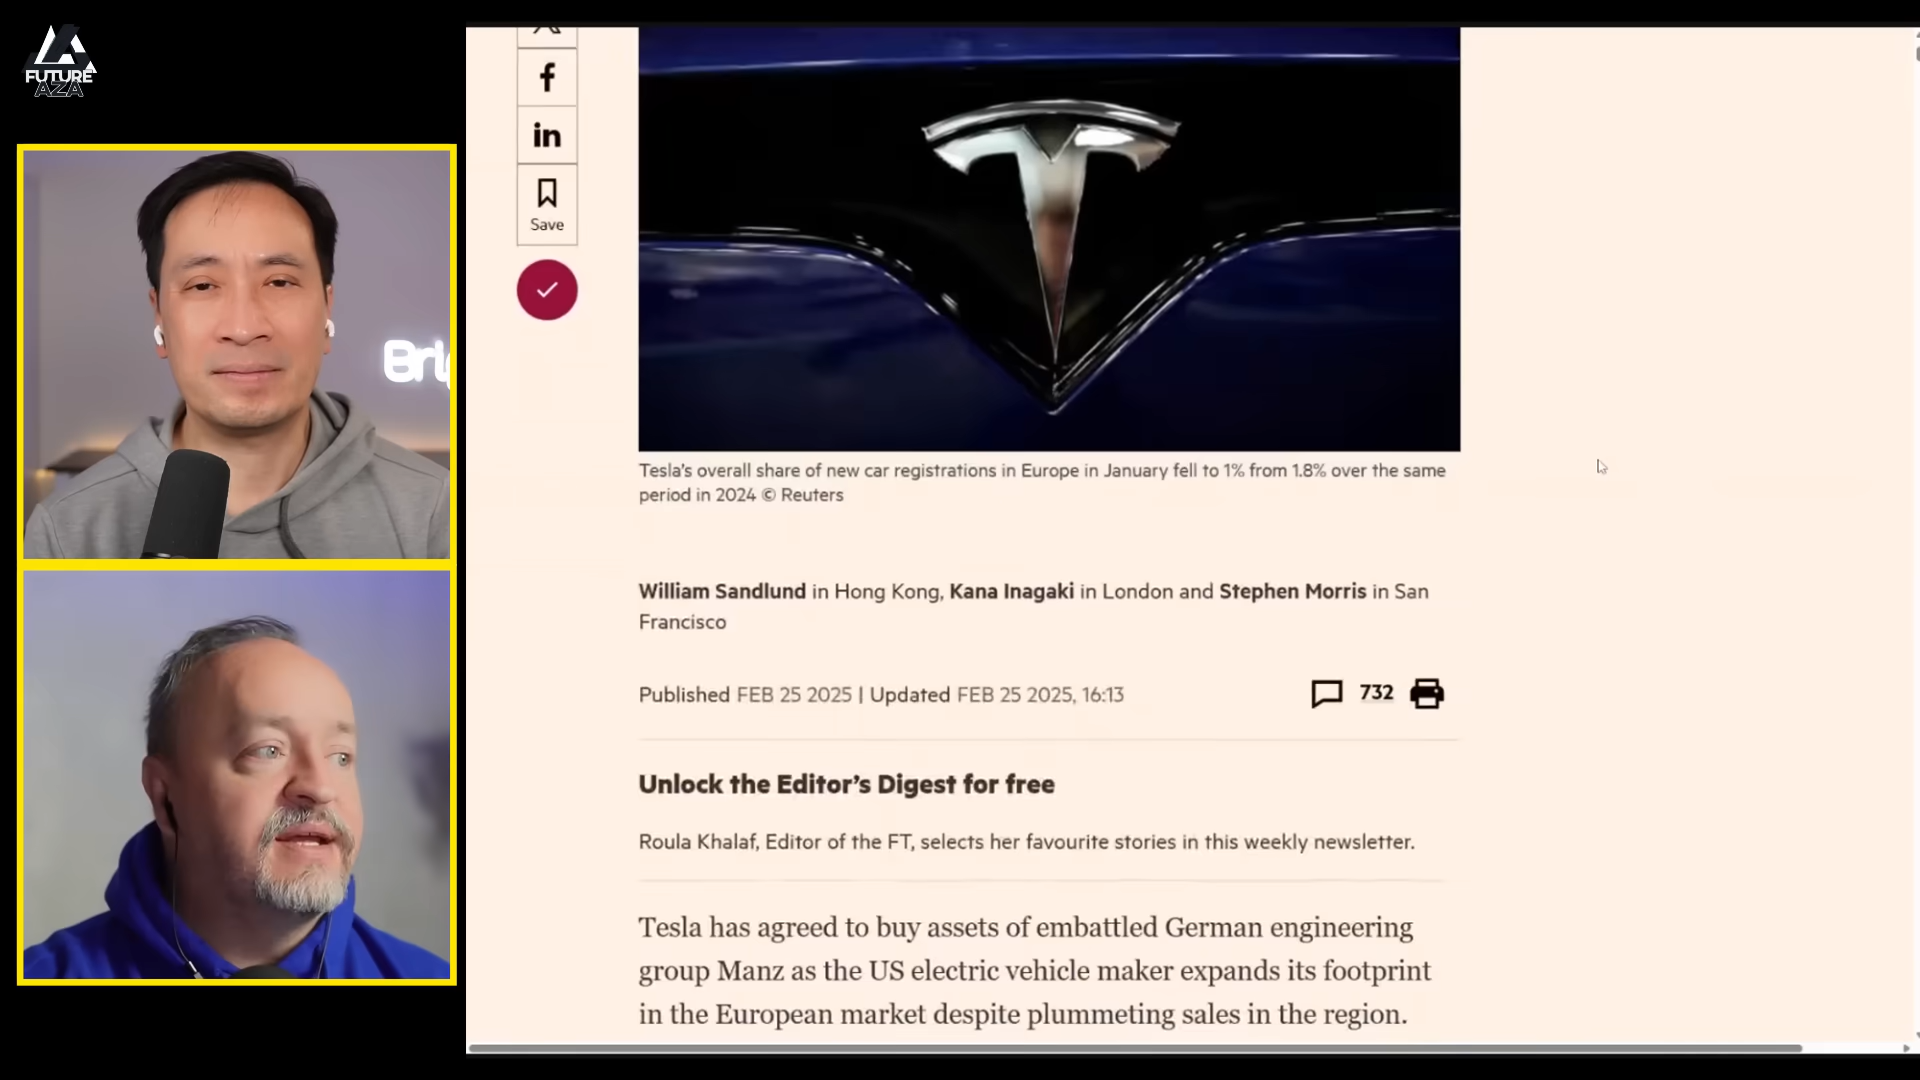 FUTURE
AZA
Bri
f
in
Save
Tesla's overall share of new car registrations in Europe in January fell to 1% from 1.8% over the same
period in 2024 © Reuters
William Sandlund in Hong Kong, Kana Inagaki in London and Stephen Morris in San
Francisco
Published FEB 25 2025 | Updated FEB 25 2025, 16:13
732
Unlock the Editor’s Digest for free
Roula Khalaf, Editor of the FT, selects her favourite stories in this weekly newsletter.
Tesla has agreed to buy assets of embattled German engineering
group Manz as the US electric vehicle maker expands its footprint
in the European market despite plummeting sales in the region.